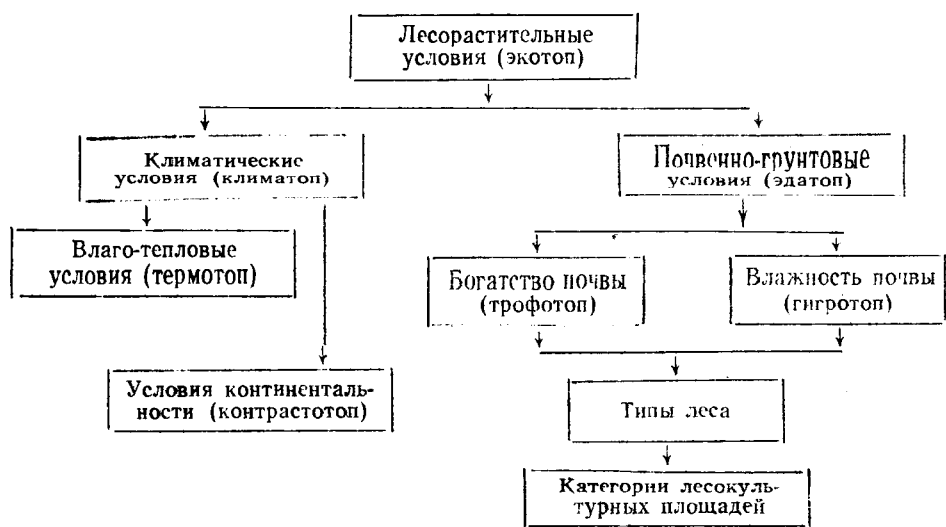 Лесорастительные
условия (экотоп)
Климатические
условия (климатоп)
Почвенно-грунтовые
условия (эдатоп)
Влаго-тепловые
условия (термотоп)
Богатство почвы
(трофотоп)
Влажность почвы
(гигротоп)
Условия континенталь-
ности (контрастотоп)
Типы леса
Категории лесокуль-
турных площадей